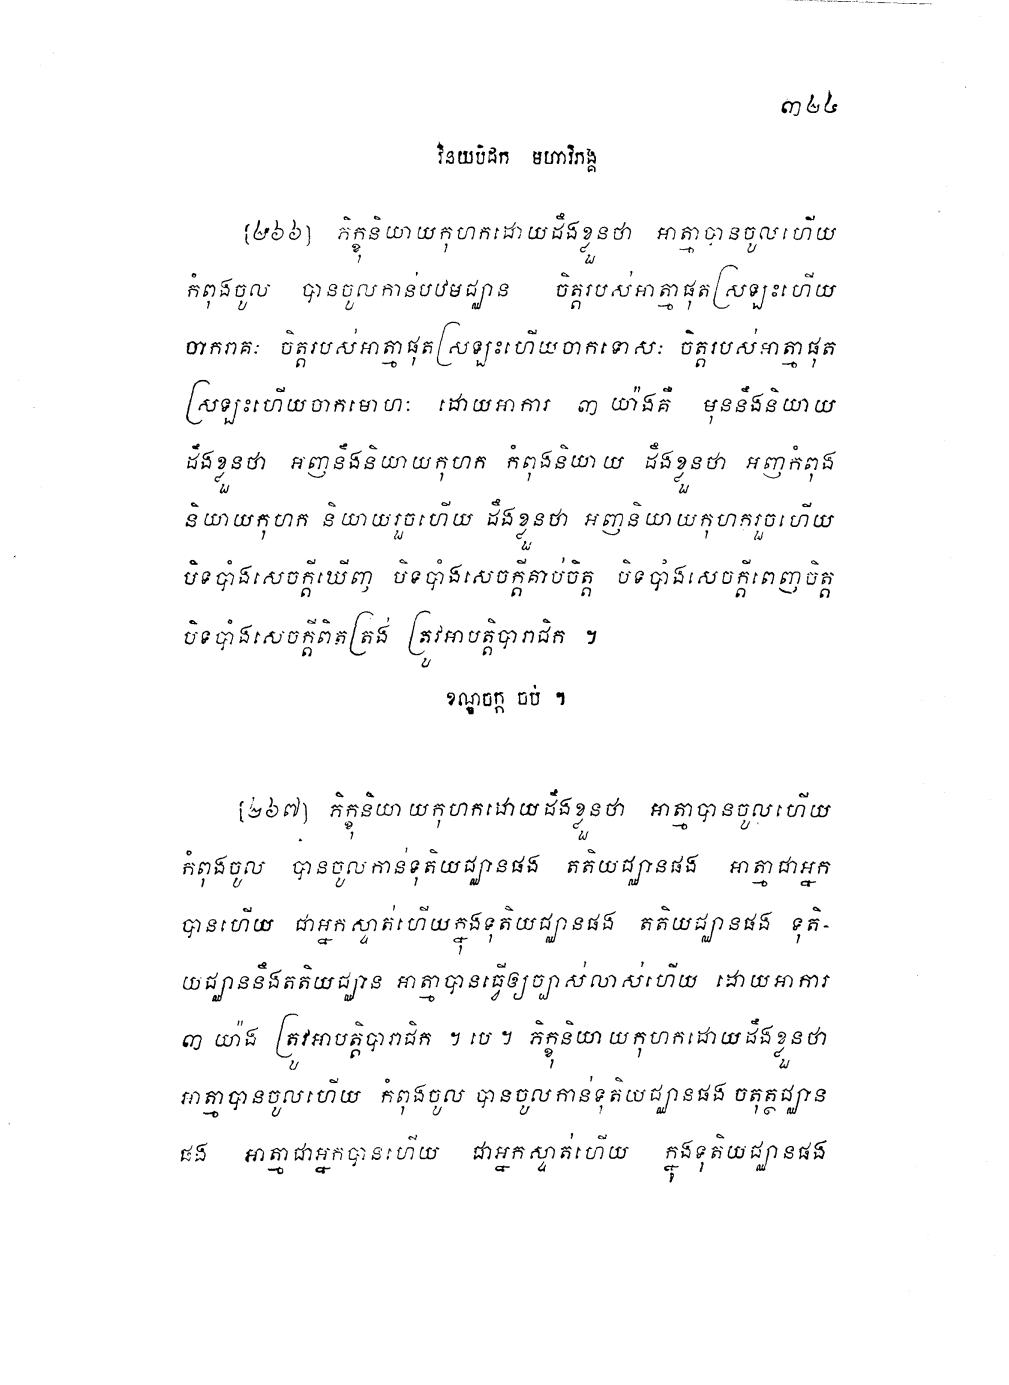 ៣៤៤
វិនយបិដក មហាវិភង្គ
[២៦៦] ភិក្ខុនិយាយកុហកដោយដឹងខ្លួនថា អាត្មាបានចូលហើយ
កំពុងចូល បានចូលកាន់បឋមជ្ឈាន ចិត្តរបស់អាត្មាផុតស្រឡះហើយ
ចាករាគៈ ចិត្តរបស់អាត្មាផុតស្រឡះហើយចាកទោសៈ ចិត្តរបស់អាត្មាផុត
ស្រឡះហើយចាកមោហៈ ដោយអាការ ៣ យ៉ាងគឺ មុននឹងនិយាយ
ដឹងខ្លួនថា អញនឹងនិយាយកុហក កំពុងនិយាយ ដឹងខ្លួនថា អញកំពុង
និយាយកុហក និយាយរួចហើយ ដឹងខ្លួនថា អញនិយាយកុហករួចហើយ
បិទបាំងសេចក្តីឃើញ បិទបាំងសេចក្តីគាប់ចិត្ត បិទបាំងសេចក្តីពេញចិត្ត
បិទបាំងសេចក្តីពិតត្រង់ ត្រូវអាបត្តិបារាជិក ។
ខណ្ឌចក្ក ចប់ ។
[២៦៧] ភិក្ខុនិយាយកុហកដោយដឹងខ្លួនថា អាត្មាបានចូលហើយ
កំពុងចូល បានចូលកាន់ទុតិយជ្ឈានផង តតិយជ្ឈានផង អាត្មាជាអ្នក
បានហើយ ជាអ្នកស្ទាត់ហើយក្នុងទុតិយជ្ឈានផង តតិយជ្ឈានផង ទុតិ-
យជ្ឈាននឹងតតិយជ្ឈាន អាត្មាបានធ្វើឲ្យច្បាស់លាស់ហើយ ដោយអាការ
៣ យ៉ាង ត្រូវអាបត្តិបារាជិក ។ បេ ។ ភិក្ខុនិយាយកុហកដោយដឹងខ្លួនថា
អាត្មាបានចូលហើយ កំពុងចូល បានចូលកាន់ទុតិយជ្ឈានផង ចតុត្ថជ្ឈាន
ផង អាត្មាជាអ្នកបានហើយ ជាអ្នកស្ទាត់ហើយ ក្នុងទុតិយជ្ឈានផង